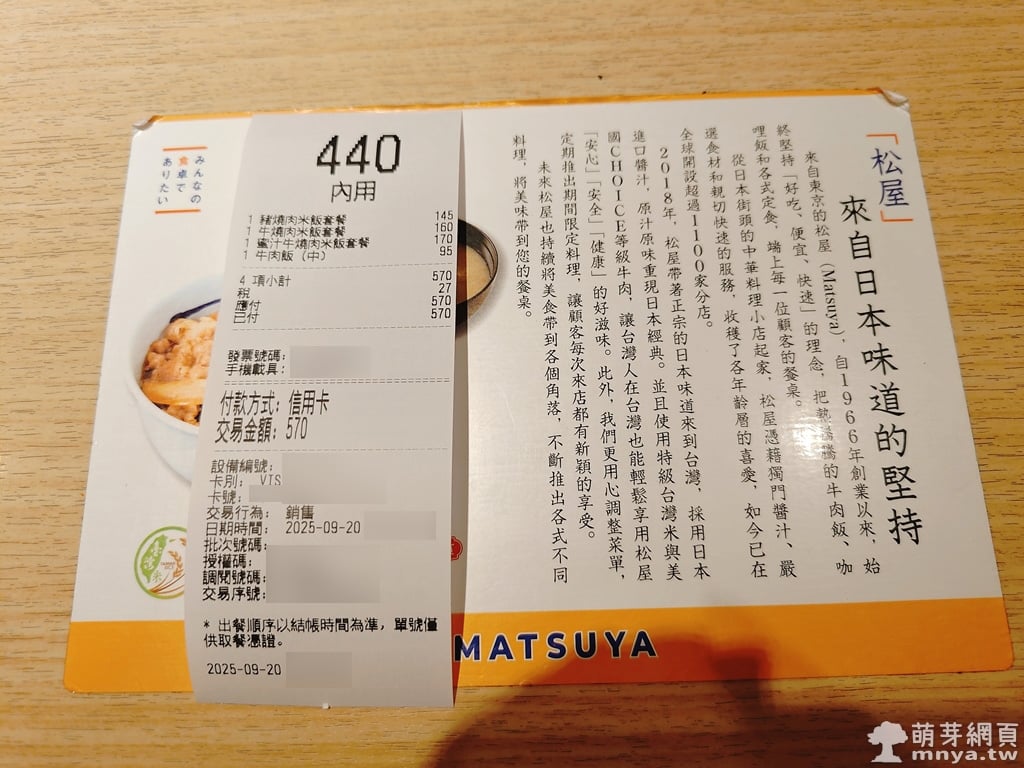 みんなの
食卓で
ありたい
440
內用
1 豬燒肉米飯套餐 145
1 牛燒肉米飯套餐 160
1 蜜汁牛燒肉米飯套餐 170
1 牛肉飯（中） 95
4 項小計 570
稅 27
應付 570
已付 570
發票號碼:
手機載具:
付款方式: 信用卡
交易金額: 570
設備編號:
卡別: VIS
卡號:
交易行為: 銷售
日期時間: 2025-09-20
批次號碼:
授權碼:
調閱號碼:
交易序號:
* 出餐順序以結帳時間為準, 單號僅
供取餐憑證。
2025-09-20
「松屋」
來自日本味道的堅持
來自東京的松屋 (Matsuya)，自1966年創業以來，始
終堅持「好吃、便宜、快速」的理念，把熱騰騰的牛肉飯、咖
哩飯和各式定食，端上每一位顧客的餐桌。
從日本街頭的中華料理小店起家，松屋憑藉獨門醬汁、嚴
選食材和親切快速的服務，收穫了各年齡層的喜愛，如今已在
全球開設超過1100家分店。
2018年，松屋帶著正宗的日本味道來到台灣，採用日本
進口醬汁，原汁原味重現日本經典。並且使用特級台灣米與美
國CHOICE等級牛肉，讓台灣人在台灣也能輕鬆享用松屋
「安心」「安全」「健康」的好滋味。此外，我們更用心調整菜單，
定期推出期間限定料理，讓顧客每次來店都有新穎的享受。
未來松屋也持續將美食帶到各個角落，不斷推出各式不同
料理，將美味帶到您的餐桌。
臺灣米
MATSUYA
萌芽網頁
mnya.tw